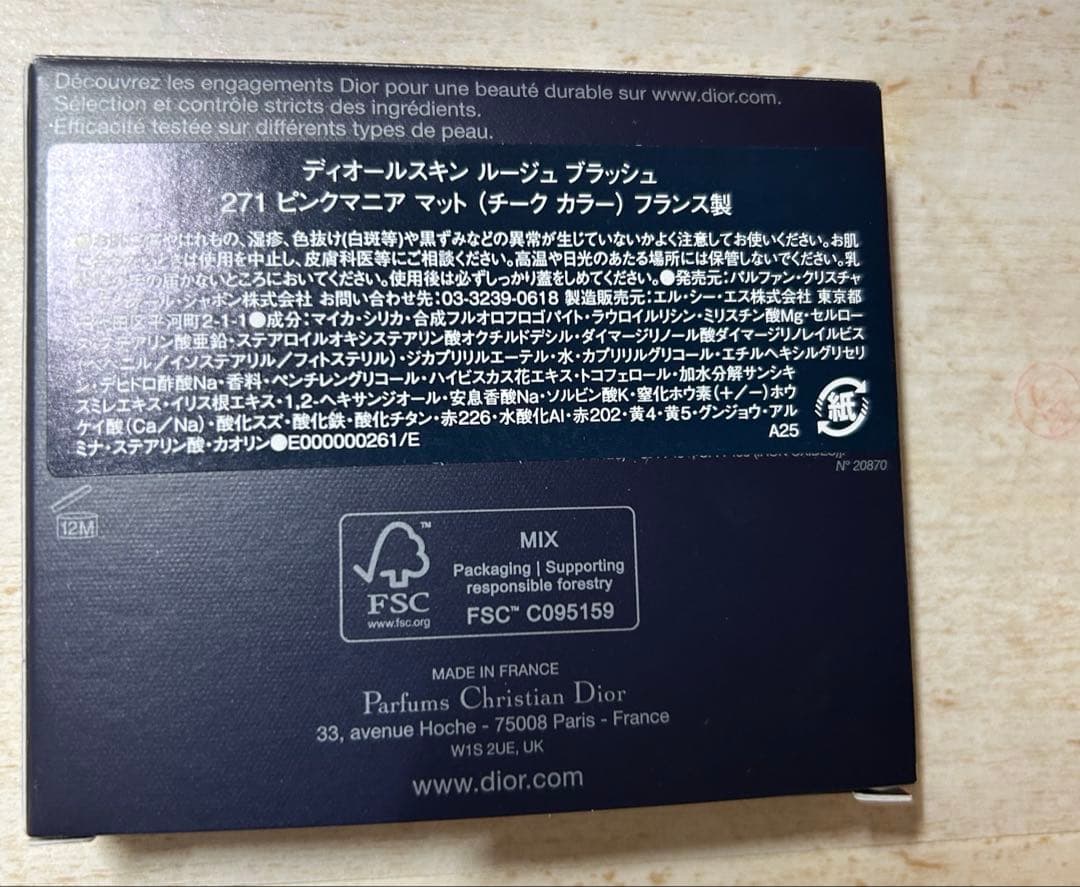 Découvrez les engagements Dior pour une beauté durable sur www.dior.com.
Sélection et contrôle stricts des ingrédients.
·Efficacité testée sur différents types de peau.
ディオールスキン ルージュ ブラッシュ
271 ピンクマニア マット (チーク カラー) フランス製
はれもの、湿疹、色抜け(白斑等)や黒ずみなどの異常が生じていないかよく注意してお使いください。お肌
ときは使用を中止し、皮膚科医等にご相談ください。高温や日光のあたる場所には保管しないでください。乳
の届かないところにおいてください。使用後は必ずしっかり蓋をしめてください。●発売元:パルファン・クリスチャ
ール・ジャポン株式会社 お問い合わせ先:03-3239-0618 製造販売元:エル・シー・エス株式会社 東京都
田区平河町2-1-1●成分:マイカ・シリカ・合成フルオロフロゴパイト・ラウロイルリシン・ミリスチン酸Mg・セルロー
テアリン酸亜鉛・ステアロイルオキシステアリン酸オクチルドデシル・ダイマージリノール酸ダイマージリノレイルビス
ヘニル/イソステアリル/フィトステリル)・ジカプリリルエーテル・水・カプリリルグリコール・エチルヘキシルグリセリ
ン・デヒドロ酢酸Na・香料・ペンチレングリコール・ハイビスカス花エキス・トコフェロール・加水分解サンシキ
スミレエキス・イリス根エキス・1,2-ヘキサンジオール・安息香酸Na・ソルビン酸K・窒化ホウ素(+/-)ホウ
ケイ酸(Ca/Na)・酸化スズ・酸化鉄・酸化チタン・赤226・水酸化Al・赤202・黄4・黄5・グンジョウ・アル
ミナ・ステアリン酸・カオリン●E000000261/E
紙
A25
N° 20870
12M
FSC™
www.fsc.org
MIX
Packaging | Supporting
responsible forestry
FSC™ C095159
MADE IN FRANCE
Parfums Christian Dior
33, avenue Hoche - 75008 Paris - France
W1S 2UE, UK
www.dior.com